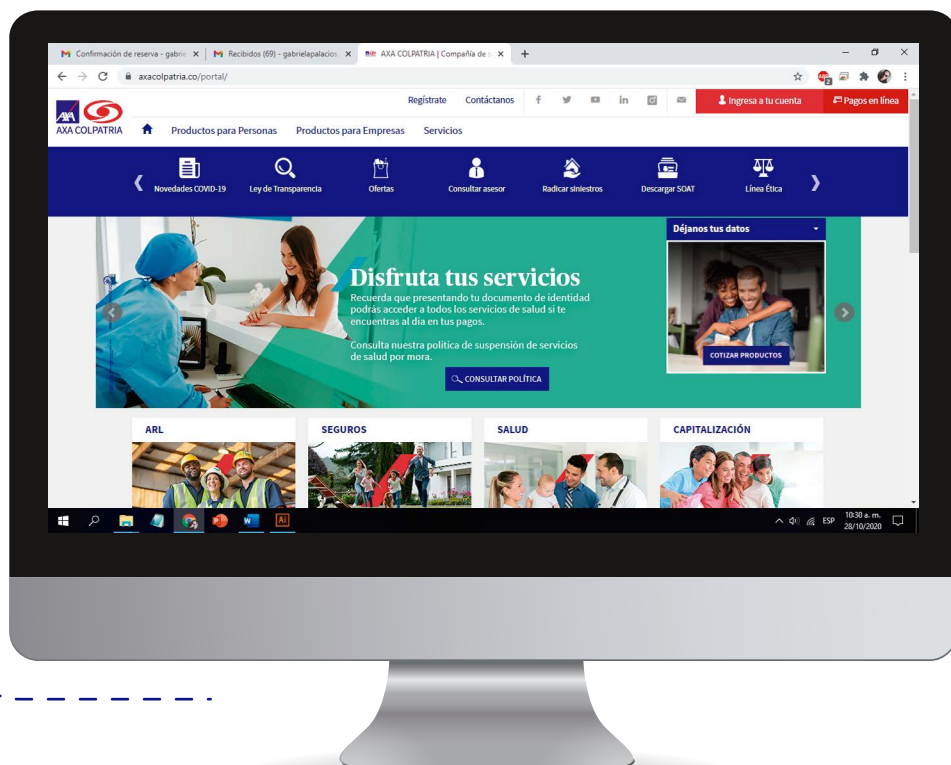 Confirmación de reserva - gabrie
Recibidos (69) - gabrielapalacios.
AXA COLPATRIA | Compañía de s
axacolpatria.co/portal/
Regístrate
Contáctanos
Ingresa a tu cuenta
Pagos en línea
AXA
AXA COLPATRIA
Productos para Personas
Productos para Empresas
Servicios
Novedades COVID-19
Ley de Transparencia
Ofertas
Consultar asesor
Radicar siniestros
Descargar SOAT
Línea Ética
Disfruta tus servicios
Recuerda que presentando tu documento de identidad
podrás acceder a todos los servicios de salud si te
encuentras al día en tus pagos.
Consulta nuestra política de suspensión de servicios
de salud por mora.
CONSULTAR POLÍTICA
Déjanos tus datos
COTIZAR PRODUCTOS
ARL
SEGUROS
SALUD
CAPITALIZACIÓN
ESP
10:30 a. m.
28/10/2020